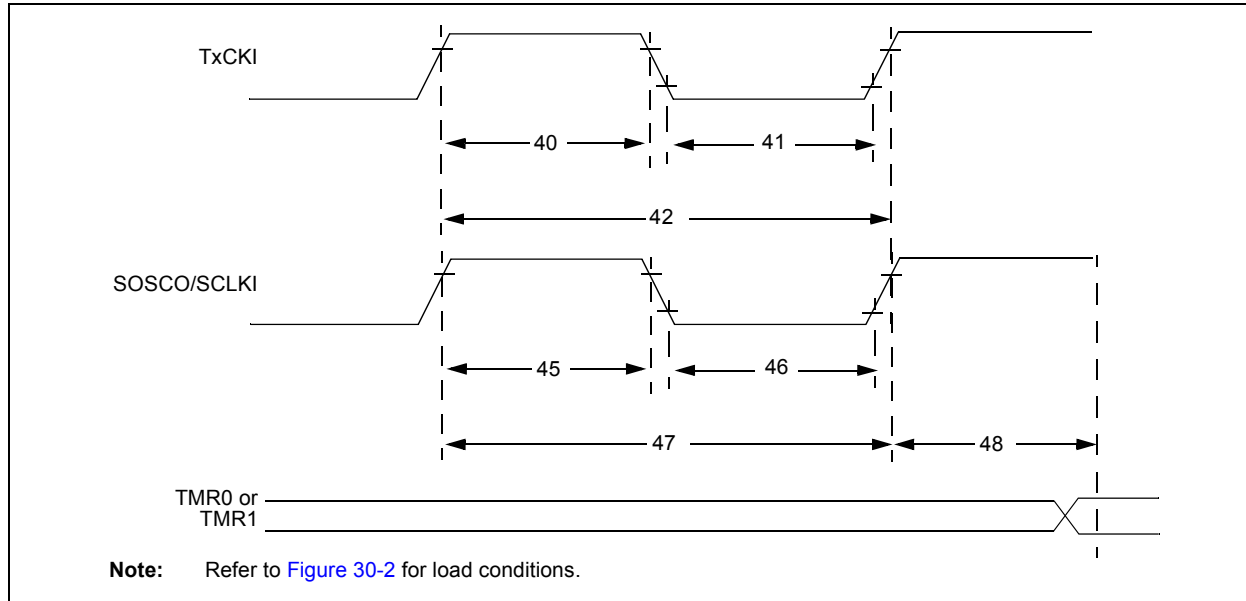 TxCKI
40
41
42
SOSCO/SCLKI
45
46
47
48
TMR0 or
TMR1
Note: Refer to Figure 30-2 for load conditions.